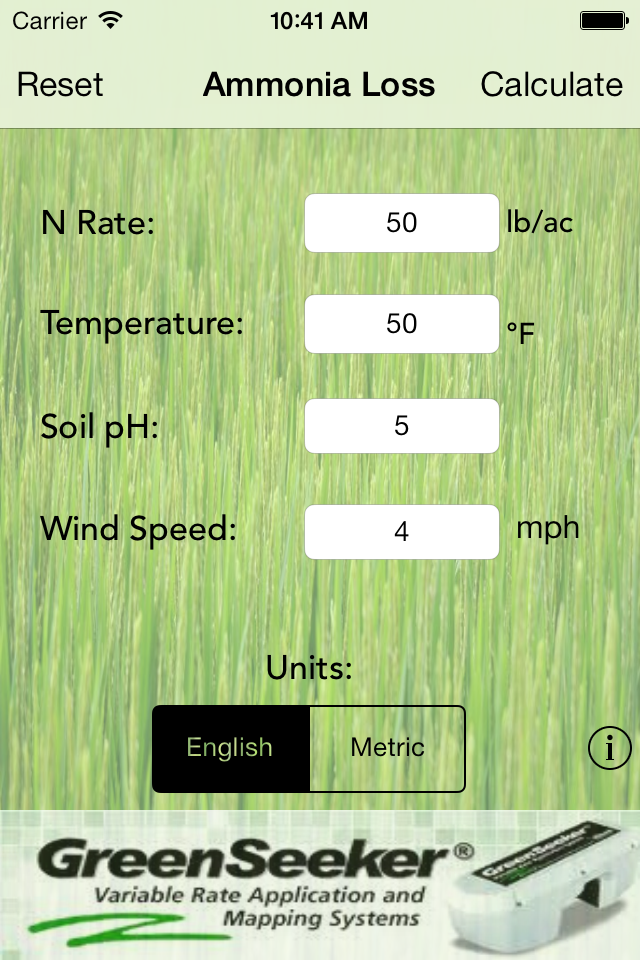 Carrier 10:41 AM
Reset Ammonia Loss Calculate
N Rate: 50 lb/ac
Temperature: 50 °F
Soil pH: 5
Wind Speed: 4 mph
Units:
English Metric
i
GreenSeeker®
Variable Rate Application and
Mapping Systems
GreenSeeker